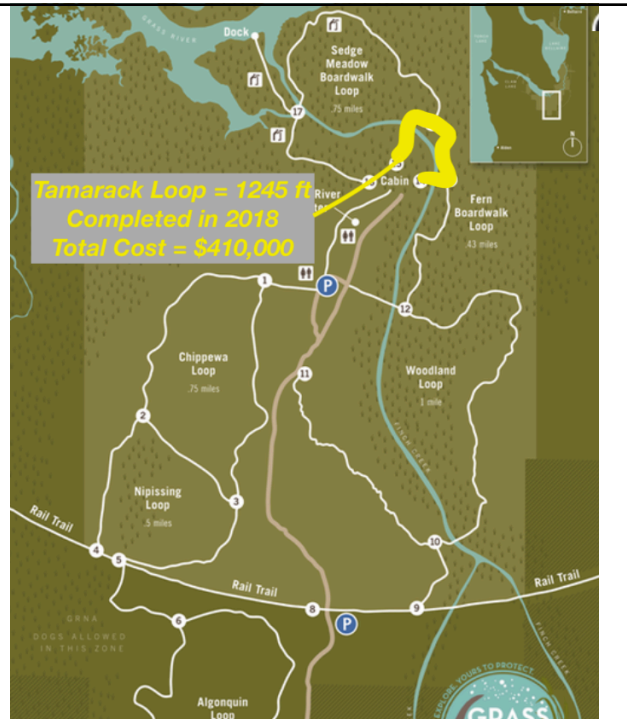 GRASS RIVER
Dock
Sedge
Meadow
Boardwalk
Loop
.75 miles
17
N
Tamarack Loop = 1245 ft
Completed in 2018
Total Cost = $410,000
River
Cabin
Fern
Boardwalk
Loop
.43 miles
1
P
12
Chippewa
Loop
.75 miles
11
Woodland
Loop
1 mile
2
FINCH CREEK
Nipissing
Loop
.5 miles
3
Rail Trail
4
5
10
Rail Trail
8
9
Rail Trail
P
6
GRNA
DOGS ALLOWED
IN THIS ZONE
FINCH CREEK
Algonquin
Loop
EXPLORE. YOURS TO PROTECT.
GRASS